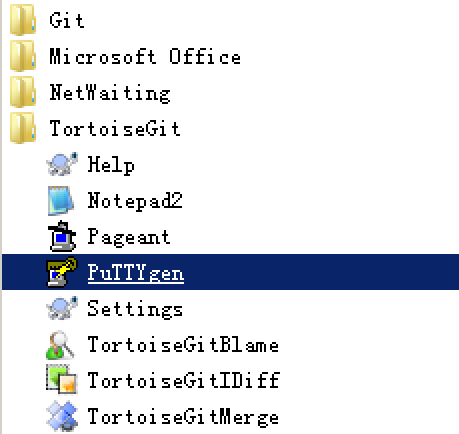 Git
Microsoft Office
NetWaiting
TortoiseGit
Help
Notepad2
Pageant
PuTTYgen
Settings
TortoiseGitBlame
TortoiseGitIDiff
TortoiseGitMerge